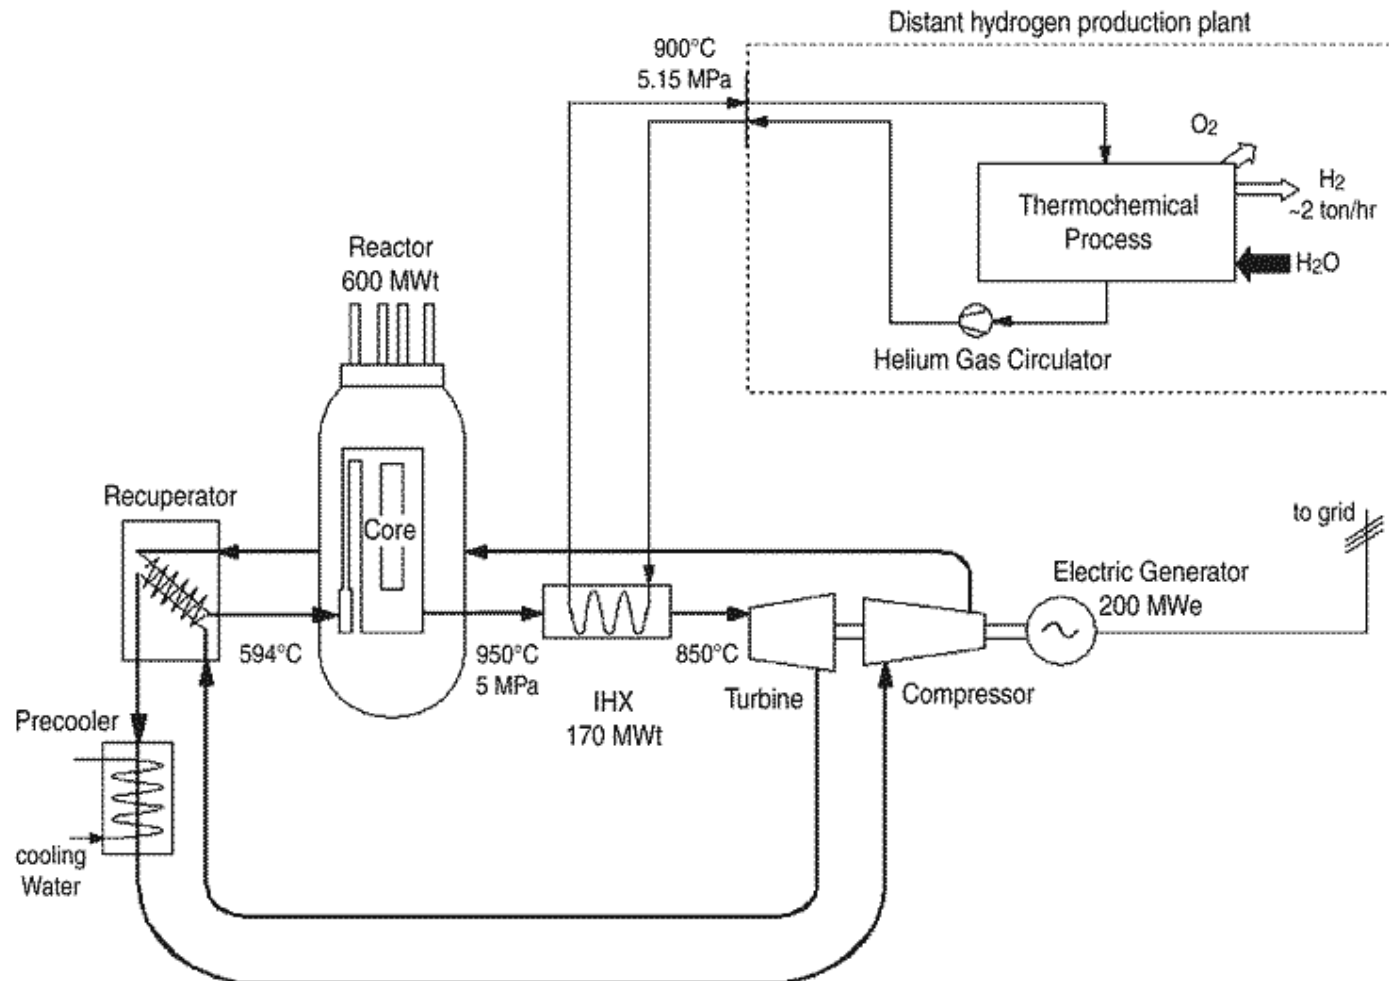 Distant hydrogen production plant
900°C
5.15 MPa
O2
H2
~2 ton/hr
Thermochemical
Process
H2O
Helium Gas Circulator
Reactor
600 MWt
Recuperator
Core
to grid
Electric Generator
200 MWe
594°C
950°C
5 MPa
850°C
IHX
170 MWt
Turbine
Compressor
Precooler
cooling
Water